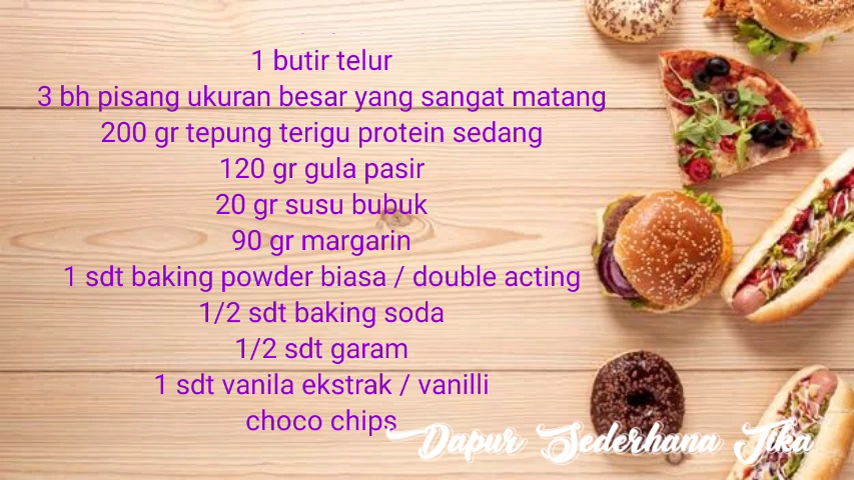 1 butir telur
3 bh pisang ukuran besar yang sangat matang
200 gr tepung terigu protein sedang
120 gr gula pasir
20 gr susu bubuk
90 gr margarin
1 sdt baking powder biasa / double acting
1/2 sdt baking soda
1/2 sdt garam
1 sdt vanila ekstrak / vanilli
choco chips
Dapur Sederhana Tika